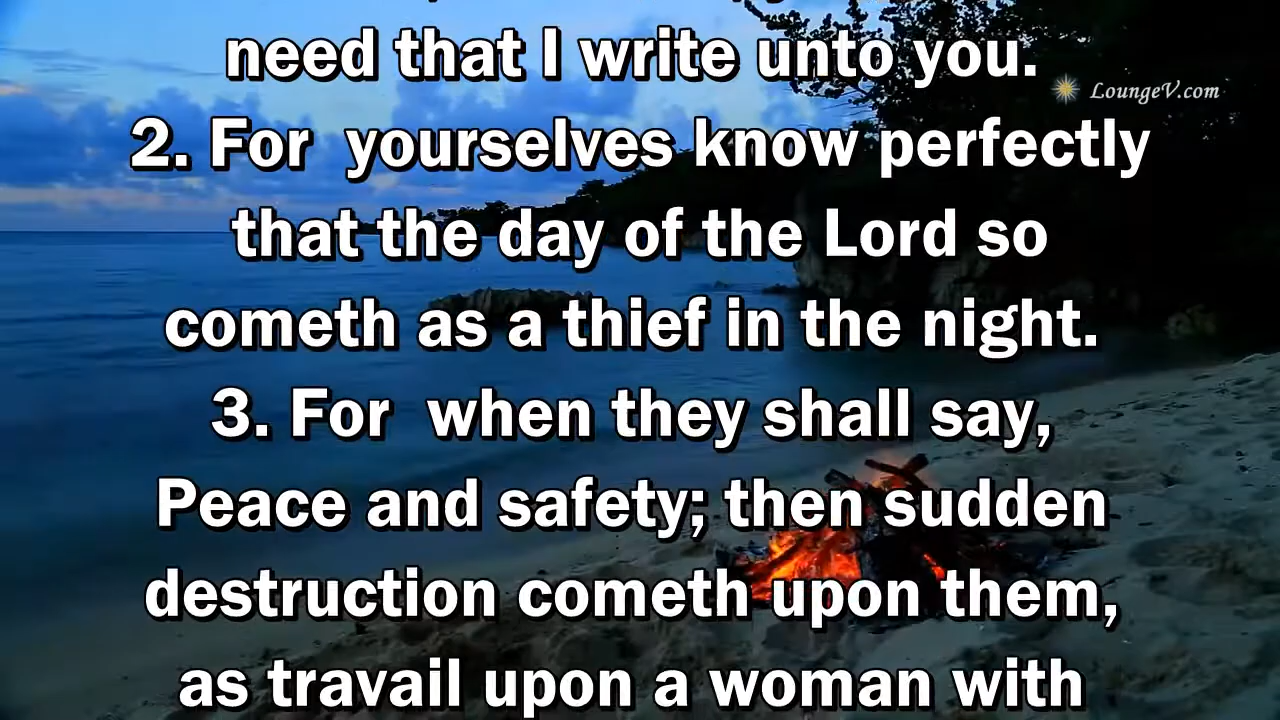 need that I write unto you.
LoungeV.com
2. For  yourselves know perfectly
that the day of the Lord so
cometh as a thief in the night.
3. For  when they shall say,
Peace and safety; then sudden
destruction cometh upon them,
as travail upon a woman with